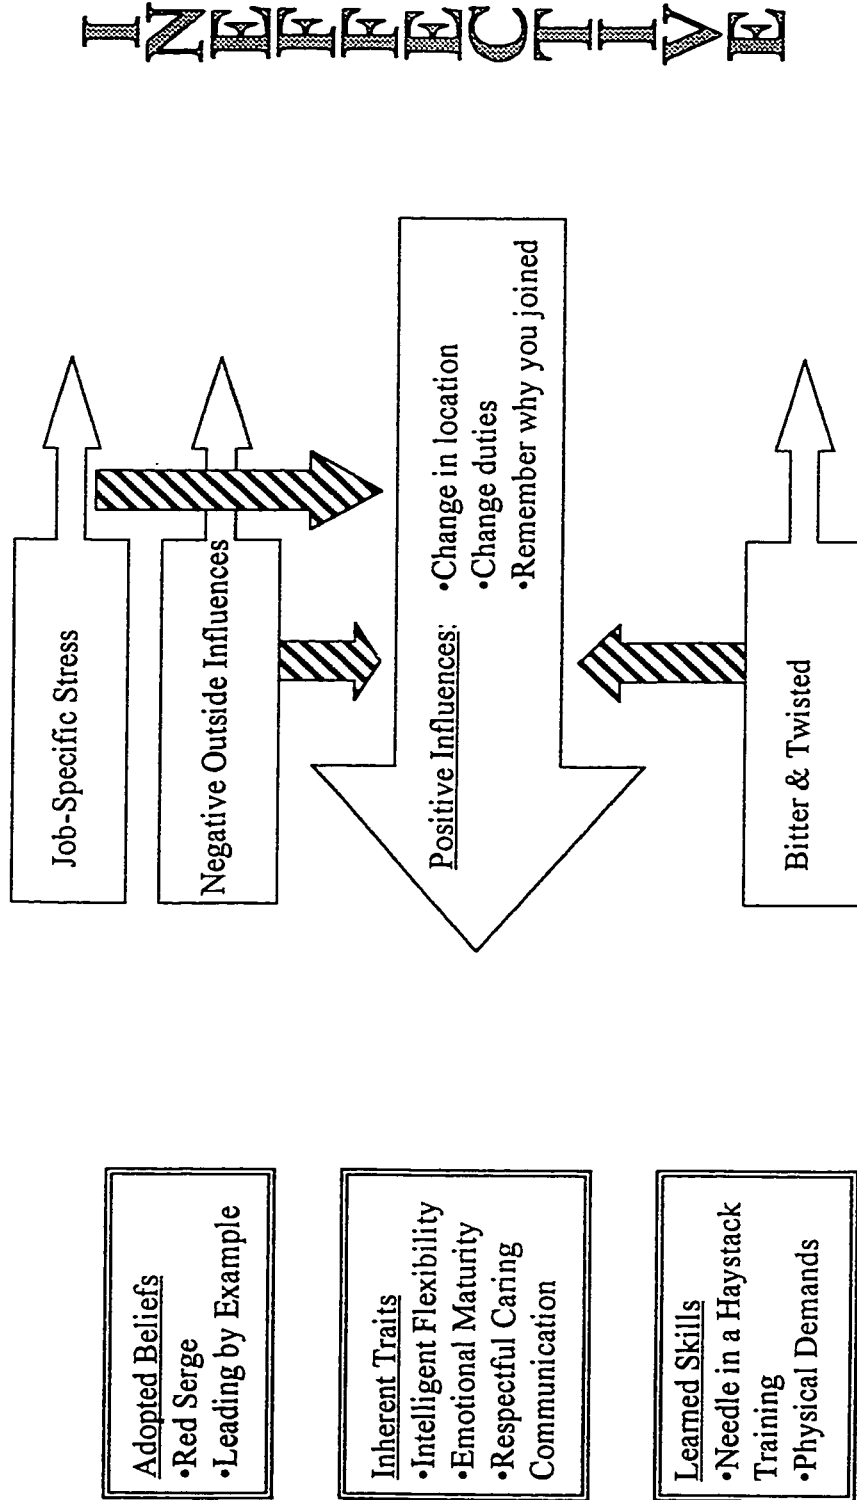 Adopted Beliefs
•Red Serge
•Leading by Example
Inherent Traits
•Intelligent Flexibility
•Emotional Maturity
•Respectful Caring
Communication
Learned Skills
•Needle in a Haystack
Training
•Physical Demands
Job-Specific Stress
Negative Outside Influences
Positive Influences: •Change in location
•Change duties
•Remember why you joined
Bitter & Twisted
INEFFECTIVE